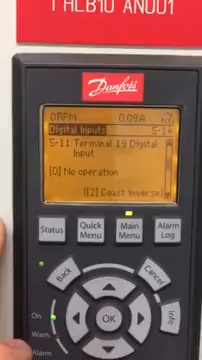 THLB10 AN001
Danfoss
0RPM 0.09A
Digital Inputs 5-1*
5-11 Terminal 19 Digital
Input
[0] No operation
[2] Coast inverse
Status
Quick
Menu
Main
Menu
Alarm
Log
Back
Cancel
Info
OK
On
Warn.
Alarm